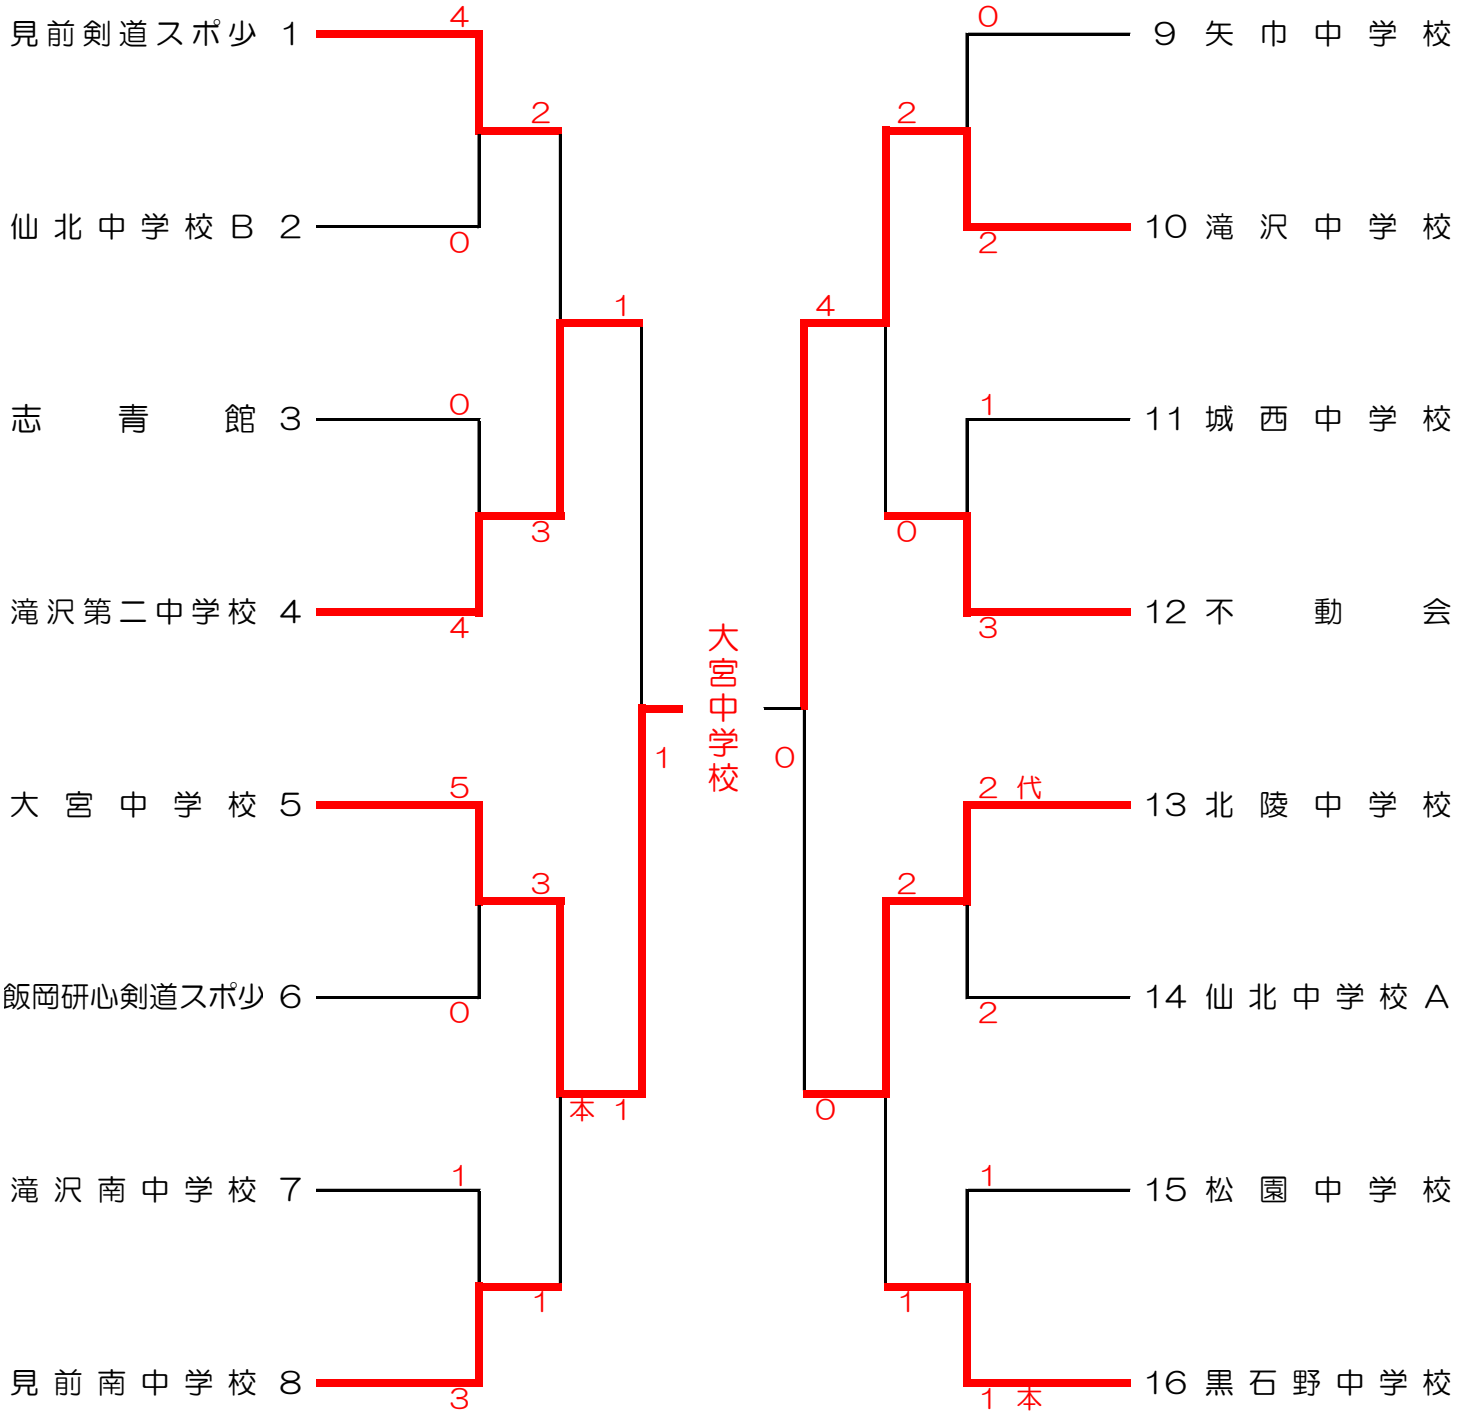 見前剣道スポ少 1 4
0 9 矢巾中学校
2
2
仙北中学校B 2 0
2 10 滝沢中学校
1
4
志青館 3 0
1 11 城西中学校
3
0
滝沢第二中学校 4 4
3 12 不動会
大宮中学校
1
0
大宮中学校 5 5
2 代 13 北陵中学校
3
2
飯岡研心剣道スポ少 6 0
2 14 仙北中学校A
本 1
0
滝沢南中学校 7 1
1 15 松園中学校
1
1
見前南中学校 8 3
1 本 16 黒石野中学校